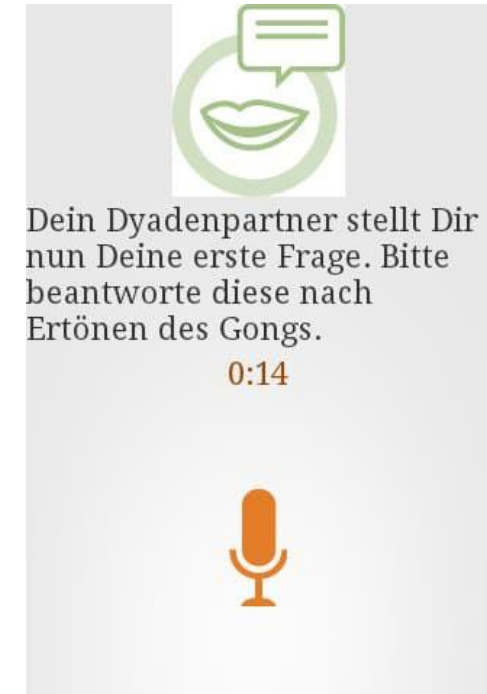 Dein Dyadenpartner stellt Dir
nun Deine erste Frage. Bitte
beantworte diese nach
Ertönen des Gongs.
0:14